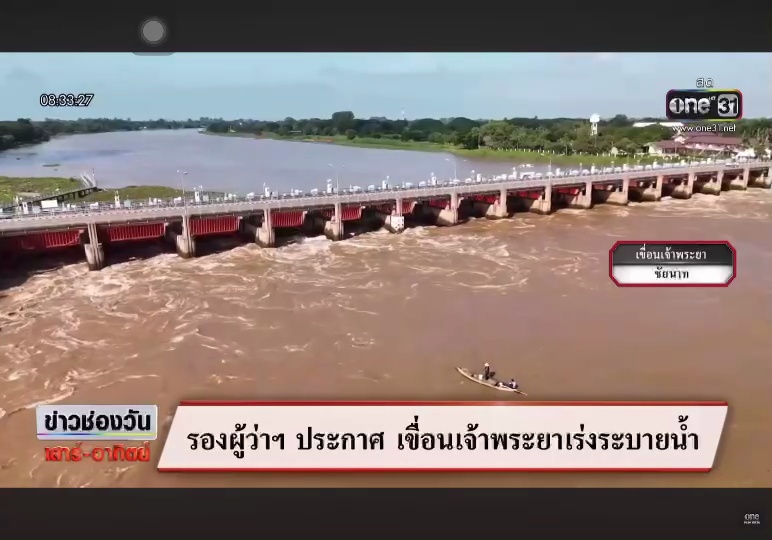 08:33:27
สด
one 31
www.one31.net
เขื่อนเจ้าพระยา
ชัยนาท
ข่าวช่องวัน
เสาร์-อาทิตย์
รองผู้ว่าฯ ประกาศ เขื่อนเจ้าพระยาเร่งระบายน้ำ
one